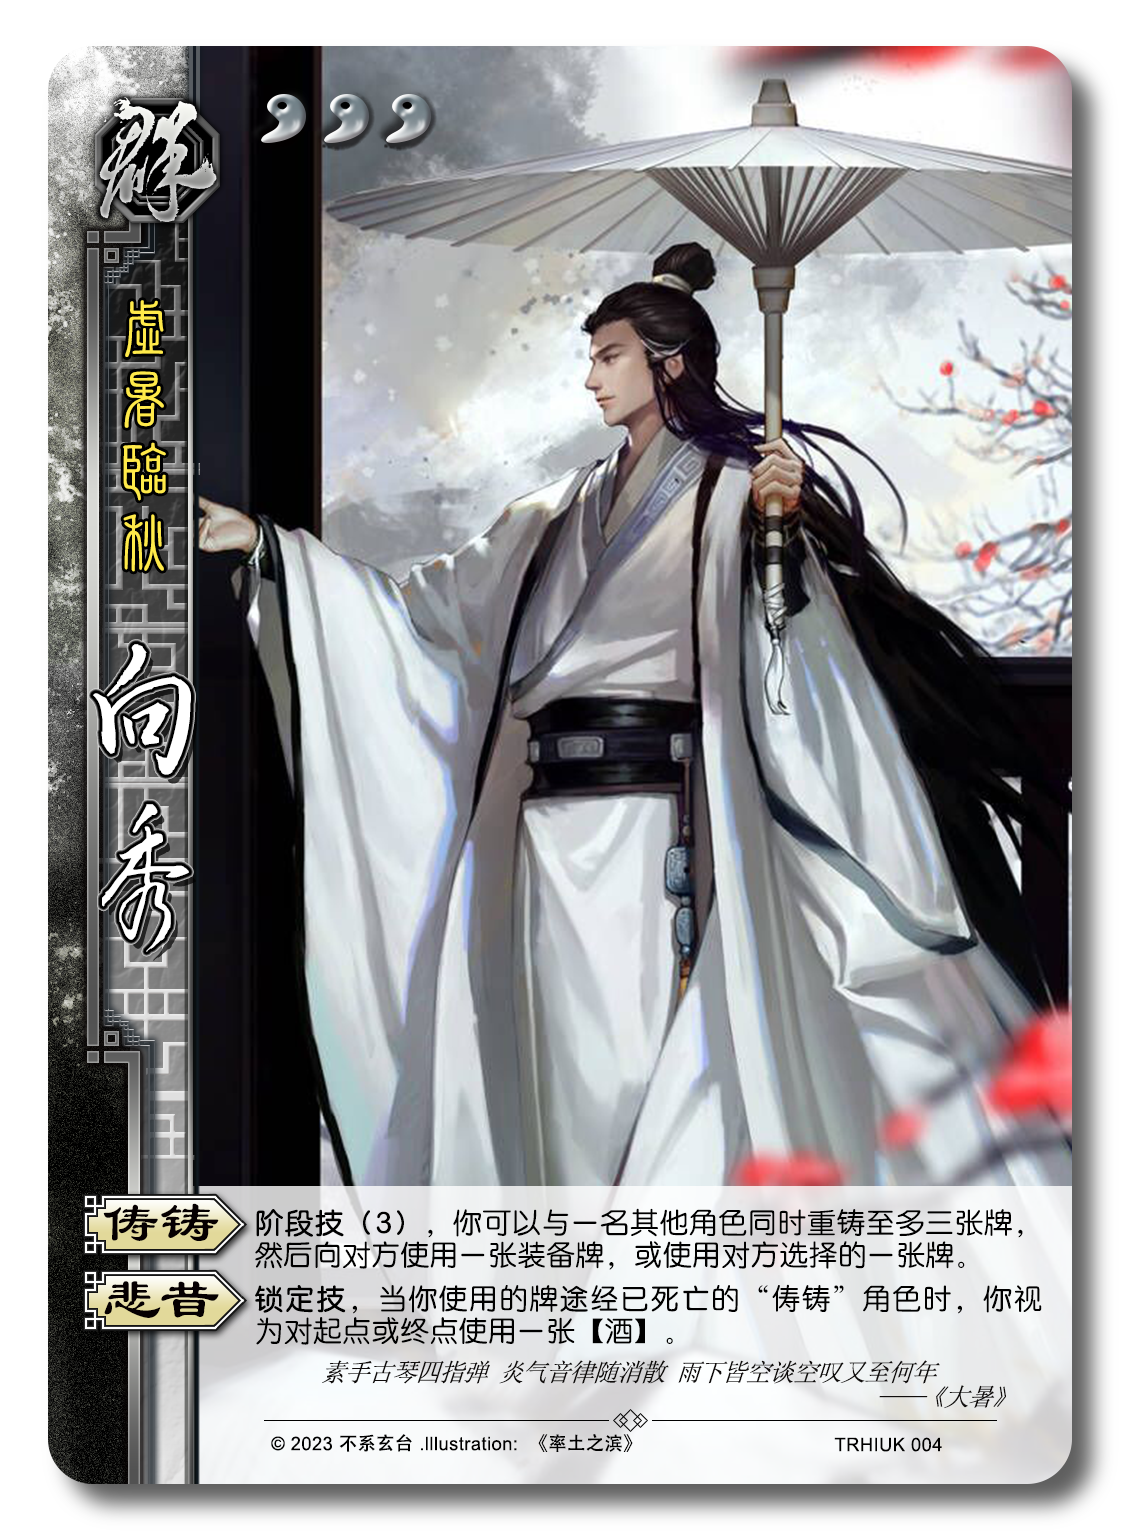 群
虚暑臨秋
向秀
俦铸
阶段技（3），你可以与一名其他角色同时重铸至多三张牌，
然后向对方使用一张装备牌，或使用对方选择的一张牌。
悲昔
锁定技，当你使用的牌途经已死亡的“俦铸”角色时，你视
为对起点或终点使用一张【酒】。
素手古琴四指弹 炎气音律随消散 雨下皆空谈空叹又至何年
——《大暑》
© 2023 不系玄台 .Illustration: 《率土之滨》
TRHIUK 004